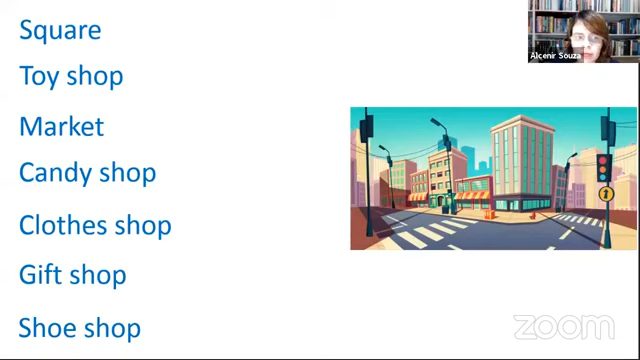 Square
Toy shop
Market
Candy shop
Clothes shop
Gift shop
Shoe shop
Alcenir Souza
zoom